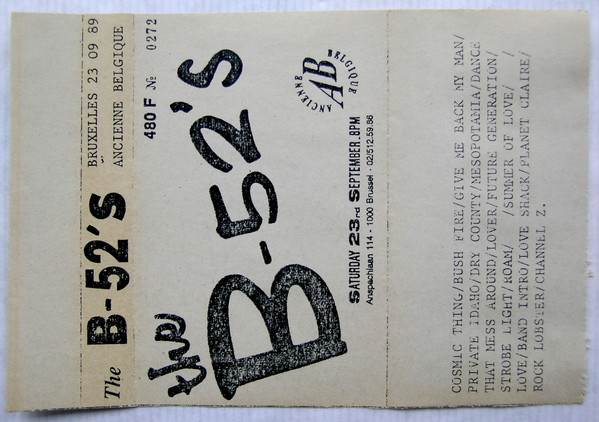 The B-52's
BRUXELLES 23 09 89
ANCIENNE BELGIQUE
480 F № 0272
the
B-52's
ANCIENNE BELGIQUE
AB
SATURDAY 23rd SEPTEMBER. 8PM
Anspachlaan 114 - 1000 Brussel - 02/512.59.86
COSMIC THING/BUSH FIRE/GIVE ME BACK MY MAN/
PRIVATE IDAHO/DRY COUNTY/MESOPOTAMIA/DANCE
THAT MESS AROUND/LOVER/FUTURE GENERATION/
STROBE LIGHT/ROAM/ /SUMMER OF LOVE/ /
LOVE/BAND INTRO/LOVE SHACK/PLANET CLAIRE/
ROCK LOBSTER/CHANNEL Z.